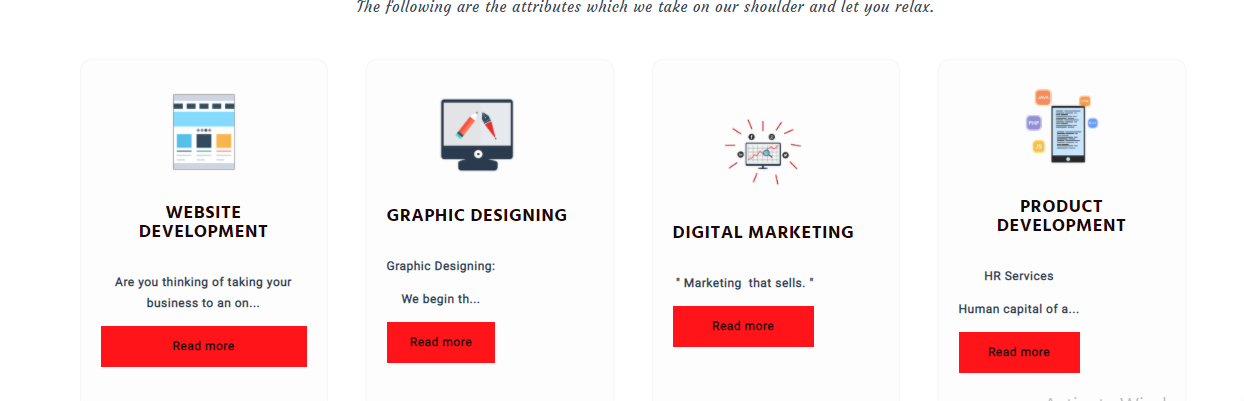 The following are the attributes which we take on our shoulder and let you relax.
WEBSITE
DEVELOPMENT
Are you thinking of taking your
business to an on...
Read more
GRAPHIC DESIGNING
Graphic Designing:
We begin th...
Read more
DIGITAL MARKETING
" Marketing that sells. "
Read more
JAVA
PHP
JS
PRODUCT
DEVELOPMENT
HR Services
Human capital of a...
Read more